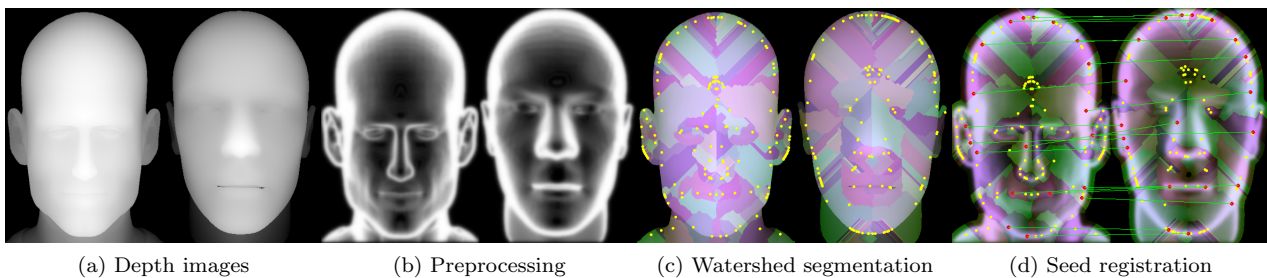 (a) Depth images
(b) Preprocessing
(c) Watershed segmentation
(d) Seed registration